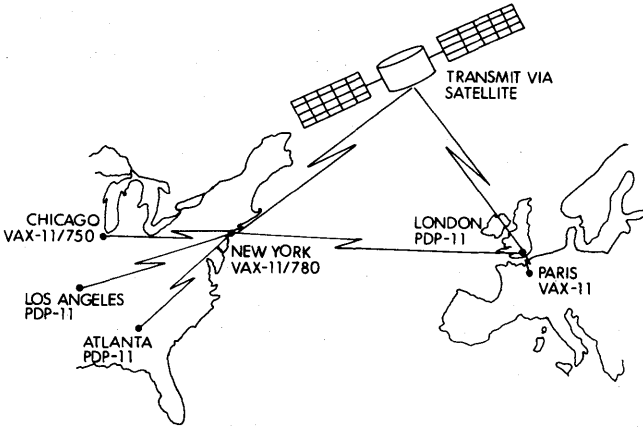 TRANSMIT VIA
SATELLITE
CHICAGO
VAX-11/750
NEW YORK
VAX-11/780
LONDON
PDP-11
PARIS
VAX-11
LOS ANGELES
PDP-11
ATLANTA
PDP-11